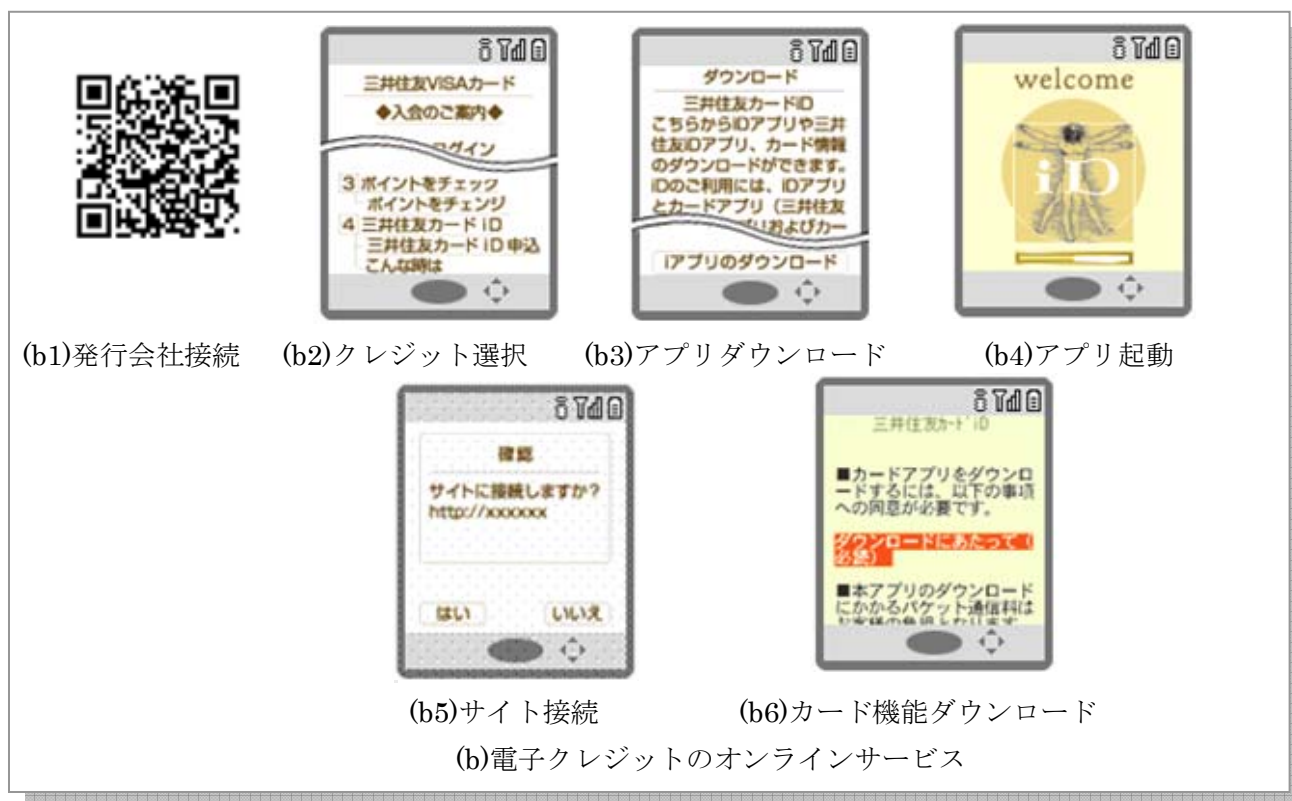 三井住友VISAカード
◆入会のご案内◆
ログイン
3 ポイントをチェック
ポイントをチェンジ
4 三井住友カード iD
三井住友カード iD 申込
こんな時は
ダウンロード
三井住友カードiD
こちらからiDアプリや三井
住友iDアプリ、カード情報
のダウンロードができます。
iDのご利用には、iDアプリ
とカードアプリ（三井住友
およびカー
iアプリのダウンロード
welcome
iD
(b1)発行会社接続
(b2)クレジット選択
(b3)アプリダウンロード
(b4)アプリ起動
確認
サイトに接続しますか?
http://xxxxxx
はい
いいえ
三井住友ｶｰﾄﾞiD
■カードアプリをダウンロ
ードするには、以下の事項
への同意が必要です。
ダウンロードにあたって（
必読）
■本アプリのダウンロード
にかかるパケット通信料は
お客様の負担となります
(b5)サイト接続
(b6)カード機能ダウンロード
(b)電子クレジットのオンラインサービス